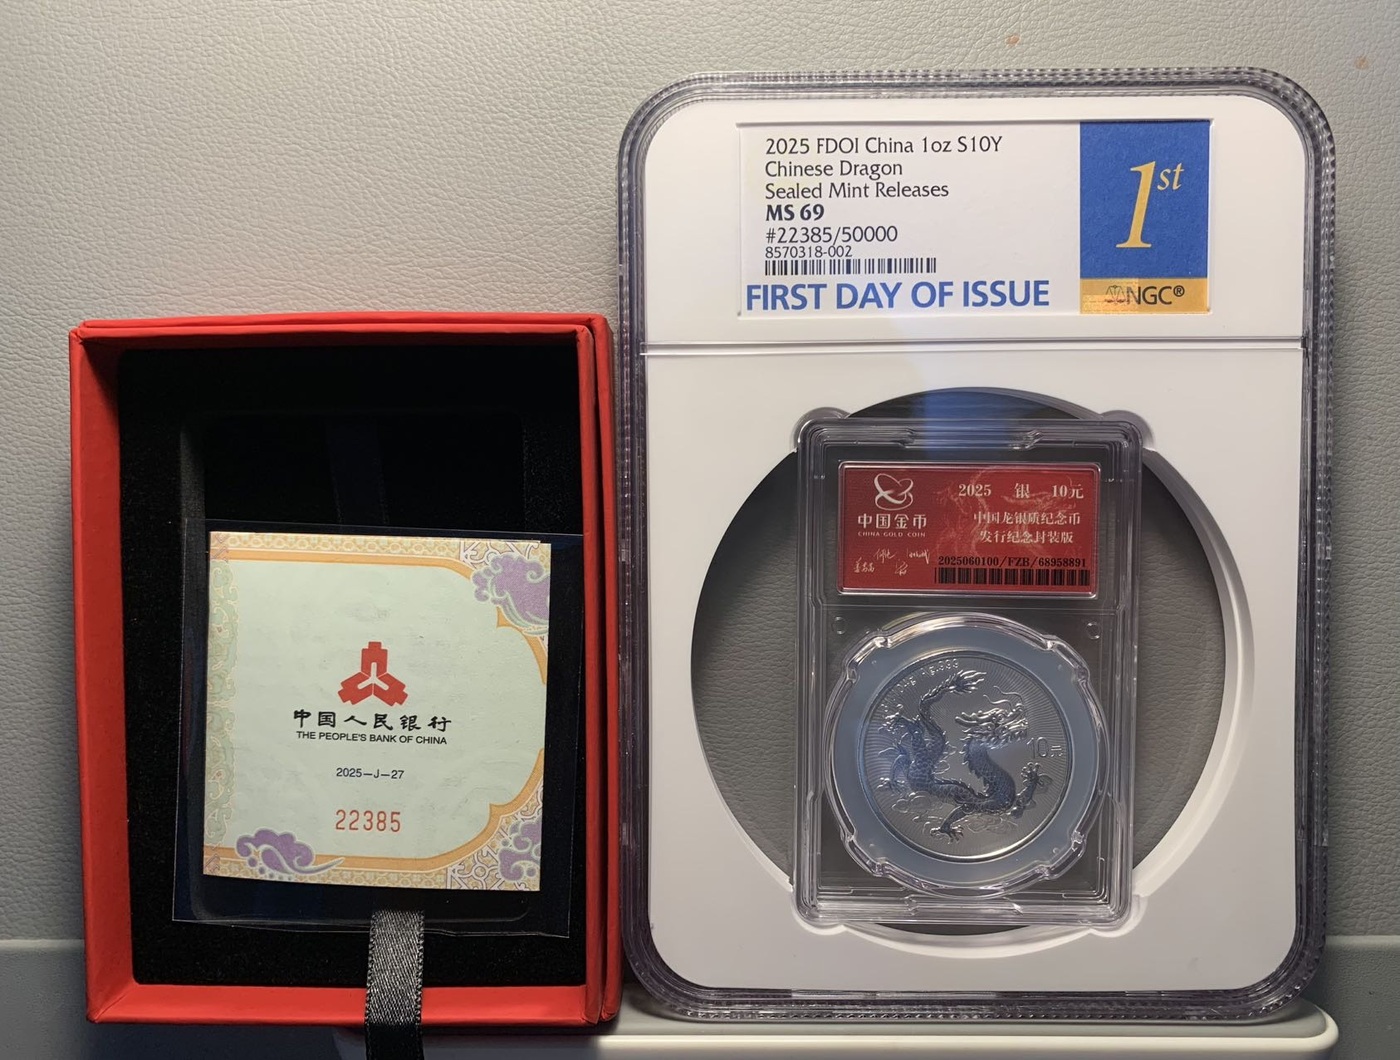 2025 FDOI China 1oz S10Y
Chinese Dragon
Sealed Mint Releases
MS 69
#22385/50000
8570318-002
FIRST DAY OF ISSUE
1st
NGC®
中国金币
CHINA GOLD COIN
2025 银 10元
中国龙银质纪念币
发行纪念封装版
2025060100/FZB/68958891
Ag.999
10元
中国人民银行
THE PEOPLE'S BANK OF CHINA
2025-J-27
22385